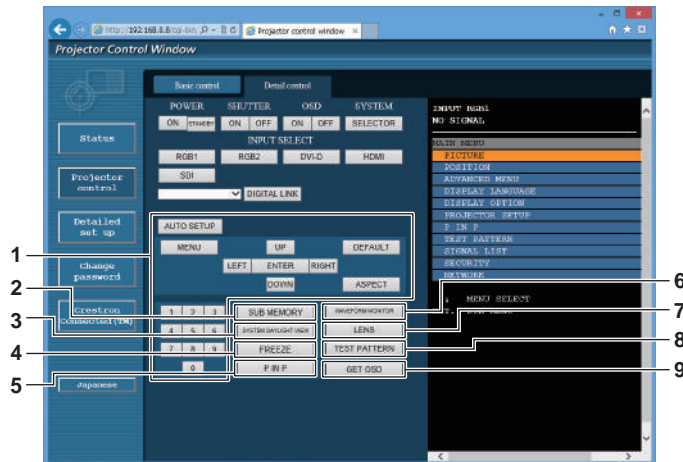 http://192.168.0.8/cgi-bin
Projector control window
Projector Control Window
Basic control
Detail control
POWER SHUTTER OSD SYSTEM
ON STANDBY ON OFF ON OFF SELECTOR
INPUT SELECT
RGB1 RGB2 DVI-D HDMI
SDI
DIGITAL LINK
AUTO SETUP
MENU UP DEFAULT
LEFT ENTER RIGHT
DOWN ASPECT
1 2 3 SUB MEMORY WAVEFORM MONITOR
4 5 6 SYSTEM DAYLIGHT VIEW LENS
7 8 9 FREEZE TEST PATTERN
0 P IN P GET OSD
Status
Projector
control
Detailed
set up
Change
password
Crestron
Connected(TM)
Japanese
INPUT RGB1
NO SIGNAL
MAIN MENU
PICTURE
POSITION
ADVANCED MENU
DISPLAY LANGUAGE
DISPLAY OPTION
PROJECTOR SETUP
P IN P
TEST PATTERN
SIGNAL LIST
SECURITY
NETWORK
MENU SELECT
1
2
3
4
5
6
7
8
9